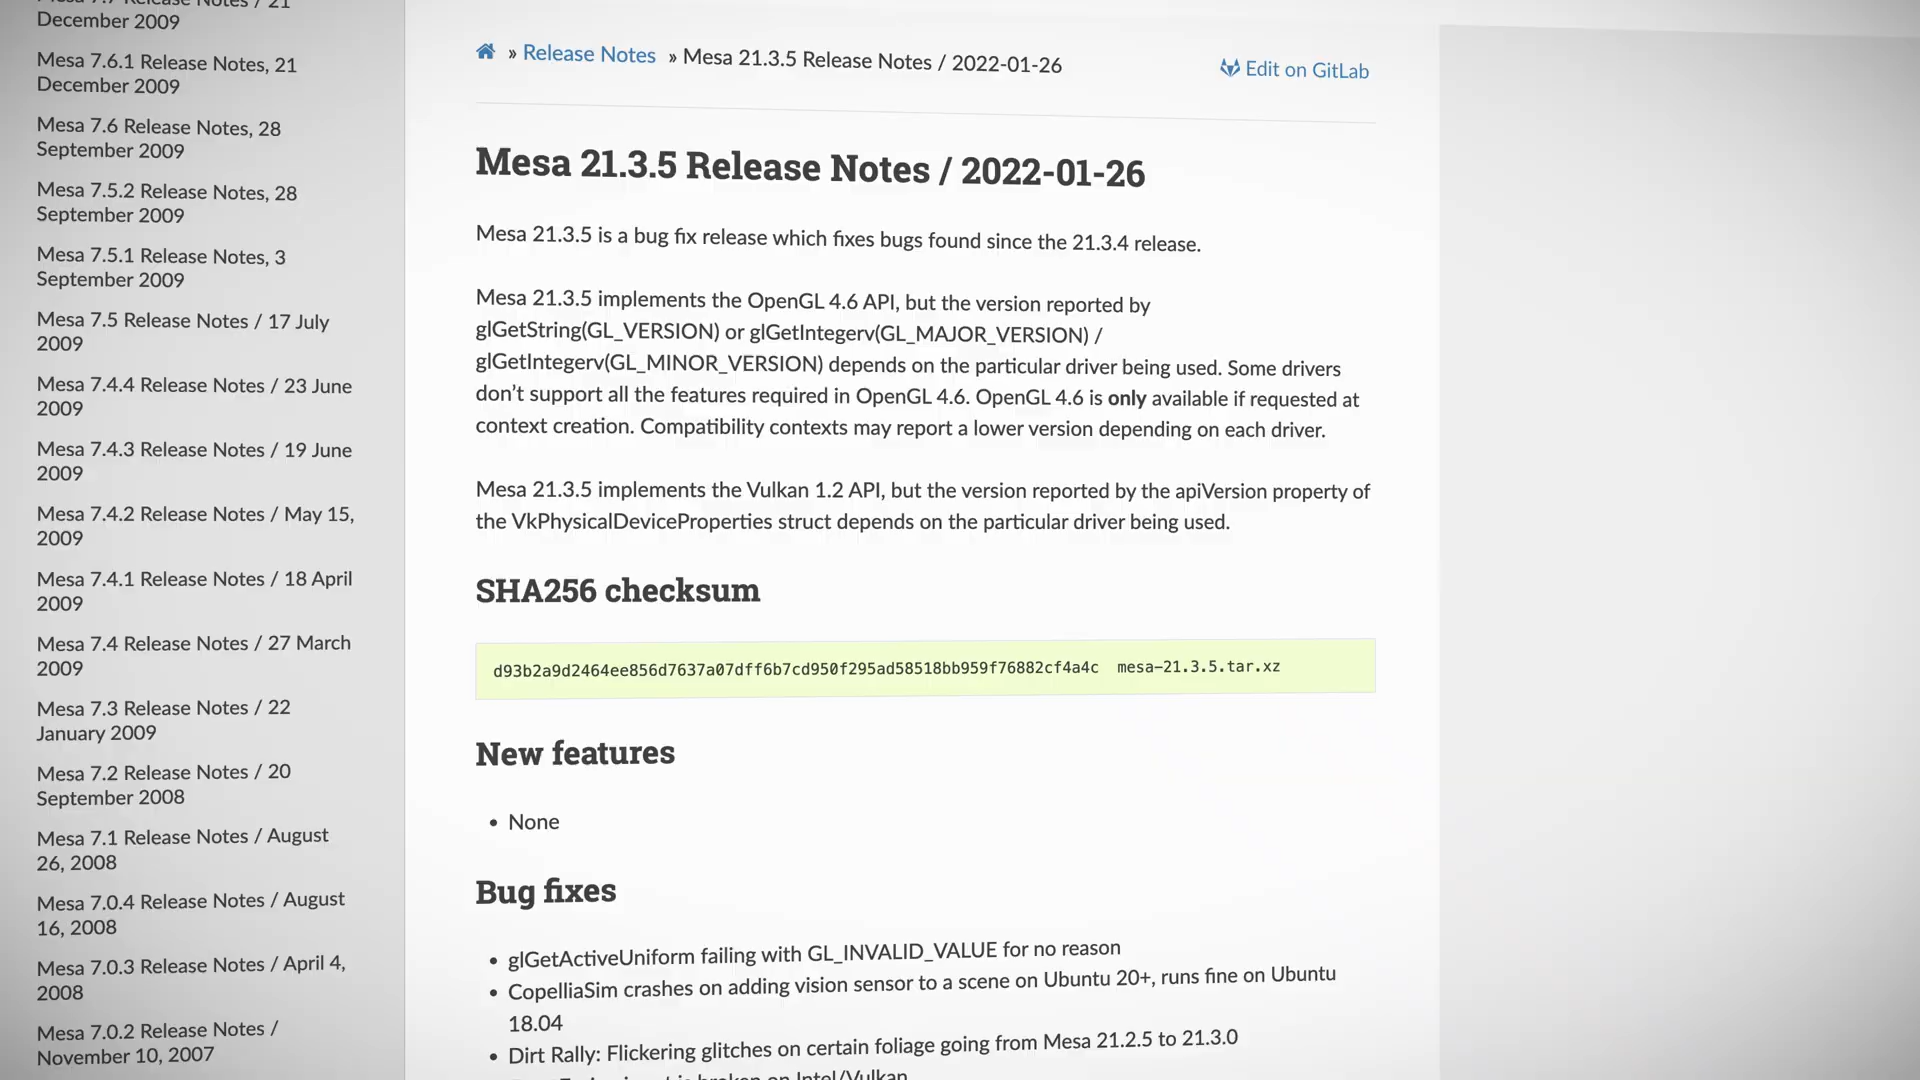 Mesa 7.7 Release Notes / 21
December 2009
Mesa 7.6.1 Release Notes, 21
December 2009
Mesa 7.6 Release Notes, 28
September 2009
Mesa 7.5.2 Release Notes, 28
September 2009
Mesa 7.5.1 Release Notes, 3
September 2009
Mesa 7.5 Release Notes / 17 July
2009
Mesa 7.4.4 Release Notes / 23 June
2009
Mesa 7.4.3 Release Notes / 19 June
2009
Mesa 7.4.2 Release Notes / May 15,
2009
Mesa 7.4.1 Release Notes / 18 April
2009
Mesa 7.4 Release Notes / 27 March
2009
Mesa 7.3 Release Notes / 22
January 2009
Mesa 7.2 Release Notes / 20
September 2008
Mesa 7.1 Release Notes / August
26, 2008
Mesa 7.0.4 Release Notes / August
16, 2008
Mesa 7.0.3 Release Notes / April 4,
2008
Mesa 7.0.2 Release Notes /
November 10, 2007
» Release Notes » Mesa 21.3.5 Release Notes / 2022-01-26
Edit on GitLab
Mesa 21.3.5 Release Notes / 2022-01-26
Mesa 21.3.5 is a bug fix release which fixes bugs found since the 21.3.4 release.
Mesa 21.3.5 implements the OpenGL 4.6 API, but the version reported by
glGetString(GL_VERSION) or glGetIntegerv(GL_MAJOR_VERSION) /
glGetIntegerv(GL_MINOR_VERSION) depends on the particular driver being used. Some drivers
don’t support all the features required in OpenGL 4.6. OpenGL 4.6 is only available if requested at
context creation. Compatibility contexts may report a lower version depending on each driver.
Mesa 21.3.5 implements the Vulkan 1.2 API, but the version reported by the apiVersion property of
the VkPhysicalDeviceProperties struct depends on the particular driver being used.
SHA256 checksum
d93b2a9d2464ee856d7637a07dff6b7cd950f295ad58518bb959f76882cf4a4c mesa-21.3.5.tar.xz
New features
• None
Bug fixes
• glGetActiveUniform failing with GL_INVALID_VALUE for no reason
• CopelliaSim crashes on adding vision sensor to a scene on Ubuntu 20+, runs fine on Ubuntu
18.04
• Dirt Rally: Flickering glitches on certain foliage going from Mesa 21.2.5 to 21.3.0
is broken on Intel/Vulkan